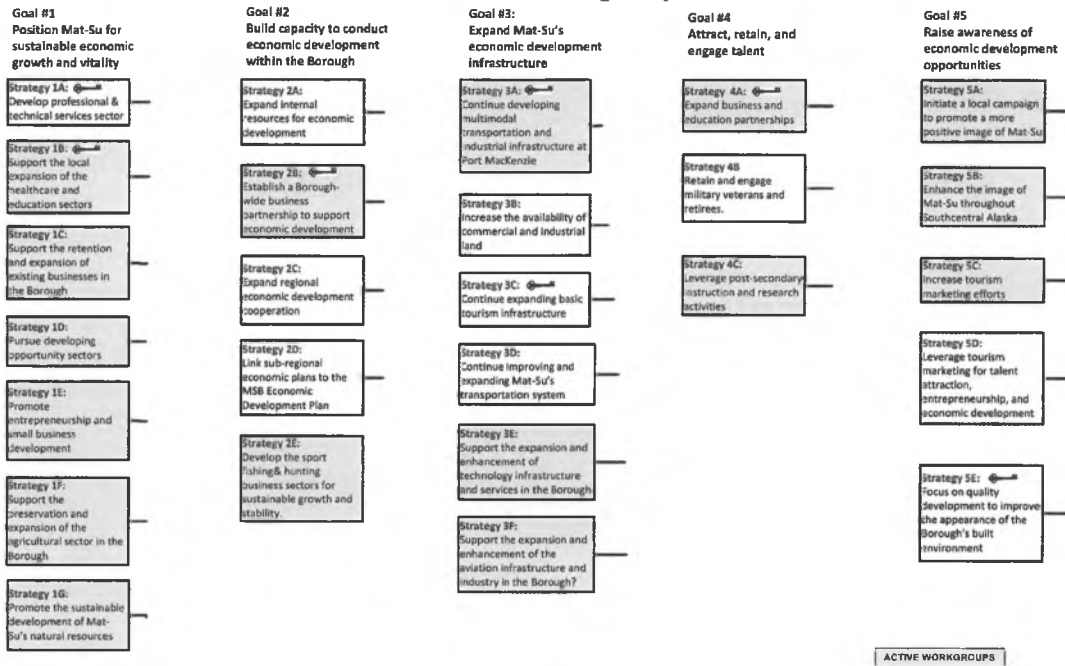 Goal #1
Position Mat-Su for
sustainable economic
growth and vitality
Strategy 1A:
Develop professional &
technical services sector
Strategy 1B:
Support the local
expansion of the
healthcare and
education sectors
Strategy 1C:
Support the retention
and expansion of
existing businesses in
the Borough
Strategy 1D:
Pursue developing
opportunity sectors
Strategy 1E:
Promote
entrepreneurship and
small business
development
Strategy 1F:
Support the
preservation and
expansion of the
agricultural sector in the
Borough
Strategy 1G:
Promote the sustainable
development of Mat-
Su's natural resources
Goal #2
Build capacity to conduct
economic development
within the Borough
Strategy 2A:
Expand internal
resources for economic
development
Strategy 2B:
Establish a Borough-
wide business
partnership to support
economic development
Strategy 2C:
Expand regional
economic development
cooperation
Strategy 2D:
Link sub-regional
economic plans to the
MSB Economic
Development Plan
Strategy 2E:
Develop the sport
fishing& hunting
business sectors for
sustainable growth and
stability.
Goal #3:
Expand Mat-Su's
economic development
infrastructure
Strategy 3A:
Continue developing
multimodal
transportation and
industrial infrastructure at
Port MacKenzie
Strategy 3B:
Increase the availability of
commercial and industrial
land
Strategy 3C:
Continue expanding basic
tourism infrastructure
Strategy 3D:
Continue improving and
expanding Mat-Su's
transportation system
Strategy 3E:
Support the expansion and
enhancement of
technology infrastructure
and services in the Borough
Strategy 3F:
Support the expansion and
enhancement of the
aviation infrastructure and
industry in the Borough?
Goal #4
Attract, retain, and
engage talent
Strategy 4A:
Expand business and
education partnerships
Strategy 4B
Retain and engage
military veterans and
retirees.
Strategy 4C:
Leverage post-secondary
instruction and research
activities
Goal #5
Raise awareness of
economic development
opportunities
Strategy 5A:
Initiate a local campaign
to promote a more
positive image of Mat-Su
Strategy 5B:
Enhance the image of
Mat-Su throughout
Southcentral Alaska
Strategy 5C:
Increase tourism
marketing efforts
Strategy 5D:
Leverage tourism
marketing for talent
attraction,
entrepreneurship, and
economic development
Strategy 5E:
Focus on quality
development to improve
the appearance of the
Borough's built
environment
ACTIVE WORKGROUPS